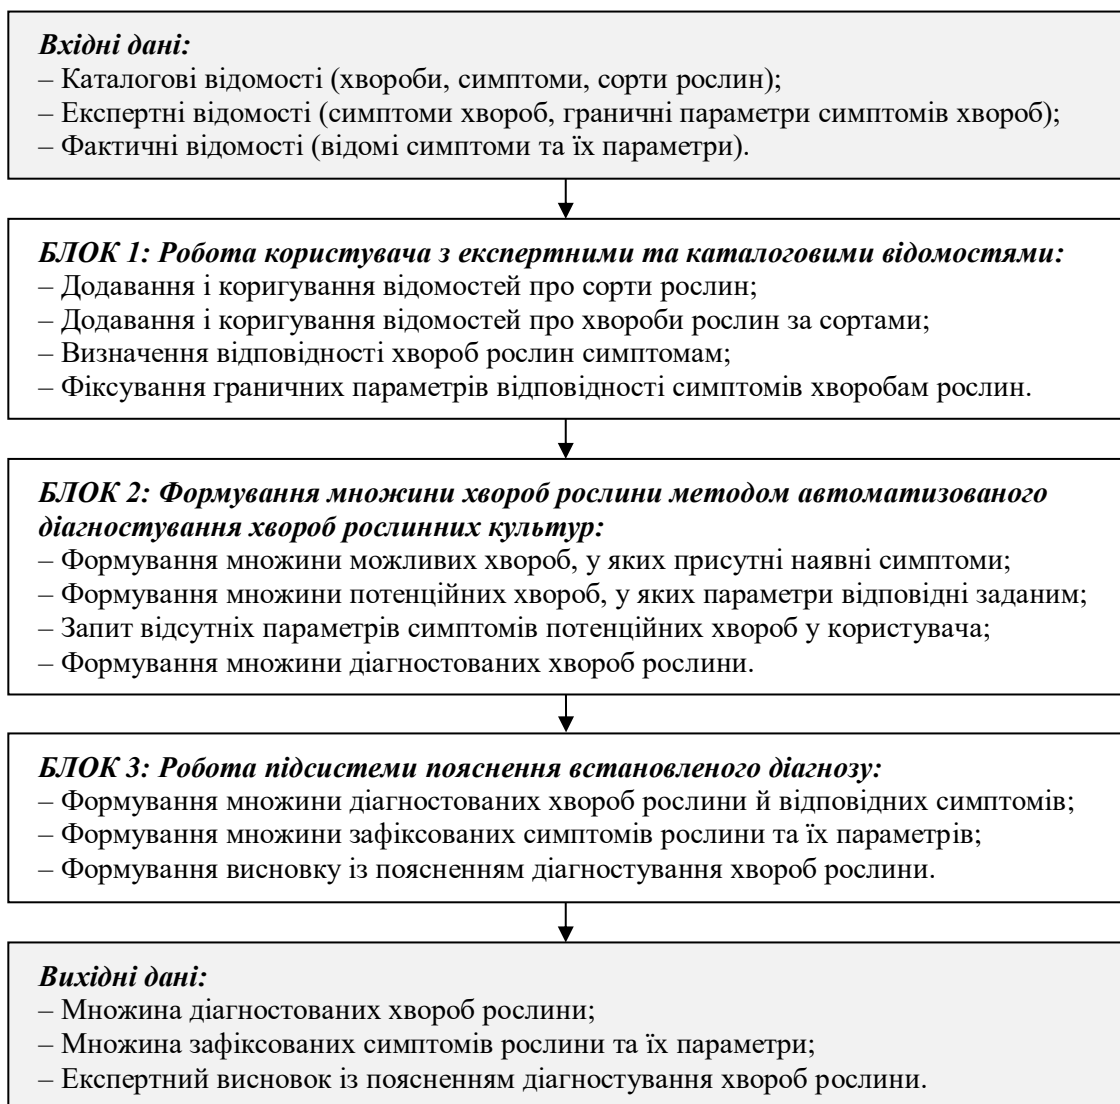 Вхідні дані:
– Каталогові відомості (хвороби, симптоми, сорти рослин);
– Експертні відомості (симптоми хвороб, граничні параметри симптомів хвороб);
– Фактичні відомості (відомі симптоми та їх параметри).
БЛОК 1: Робота користувача з експертними та каталоговими відомостями:
– Додавання і коригування відомостей про сорти рослин;
– Додавання і коригування відомостей про хвороби рослин за сортами;
– Визначення відповідності хвороб рослин симптомам;
– Фіксування граничних параметрів відповідності симптомів хворобам рослин.
БЛОК 2: Формування множини хвороб рослини методом автоматизованого
діагностування хвороб рослинних культур:
– Формування множини можливих хвороб, у яких присутні наявні симптоми;
– Формування множини потенційних хвороб, у яких параметри відповідні заданим;
– Запит відсутніх параметрів симптомів потенційних хвороб у користувача;
– Формування множини діагностованих хвороб рослини.
БЛОК 3: Робота підсистеми пояснення встановленого діагнозу:
– Формування множини діагностованих хвороб рослини й відповідних симптомів;
– Формування множини зафіксованих симптомів рослини та їх параметрів;
– Формування висновку із поясненням діагностування хвороб рослини.
Вихідні дані:
– Множина діагностованих хвороб рослини;
– Множина зафіксованих симптомів рослини та їх параметри;
– Експертний висновок із поясненням діагностування хвороб рослини.